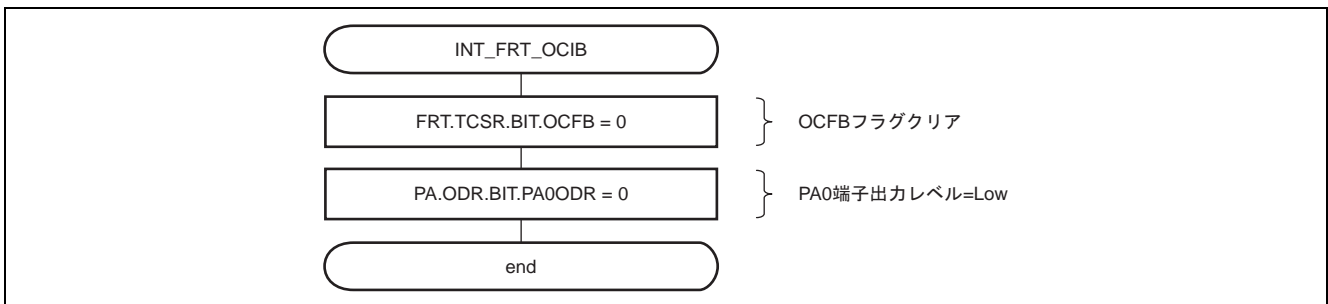 INT_FRT_OCIB
FRT.TCSR.BIT.OCFB = 0
OCFBフラグクリア
PA.ODR.BIT.PA0ODR = 0
PA0端子出力レベル=Low
end